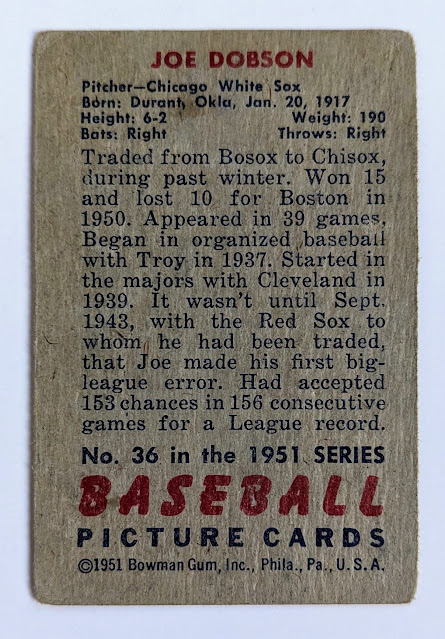 JOE DOBSON
Pitcher—Chicago White Sox
Born: Durant, Okla, Jan. 20, 1917
Height: 6-2 Weight: 190
Bats: Right Throws: Right
Traded from Bosox to Chisox,
during past winter. Won 15
and lost 10 for Boston in
1950. Appeared in 39 games.
Began in organized baseball
with Troy in 1937. Started in
the majors with Cleveland in
1939. It wasn't until Sept.
1943, with the Red Sox to
whom he had been traded,
that Joe made his first big-
league error. Had accepted
153 chances in 156 consecutive
games for a League record.
No. 36 in the 1951 SERIES
BASEBALL
PICTURE CARDS
©1951 Bowman Gum, Inc., Phila., Pa., U. S. A.